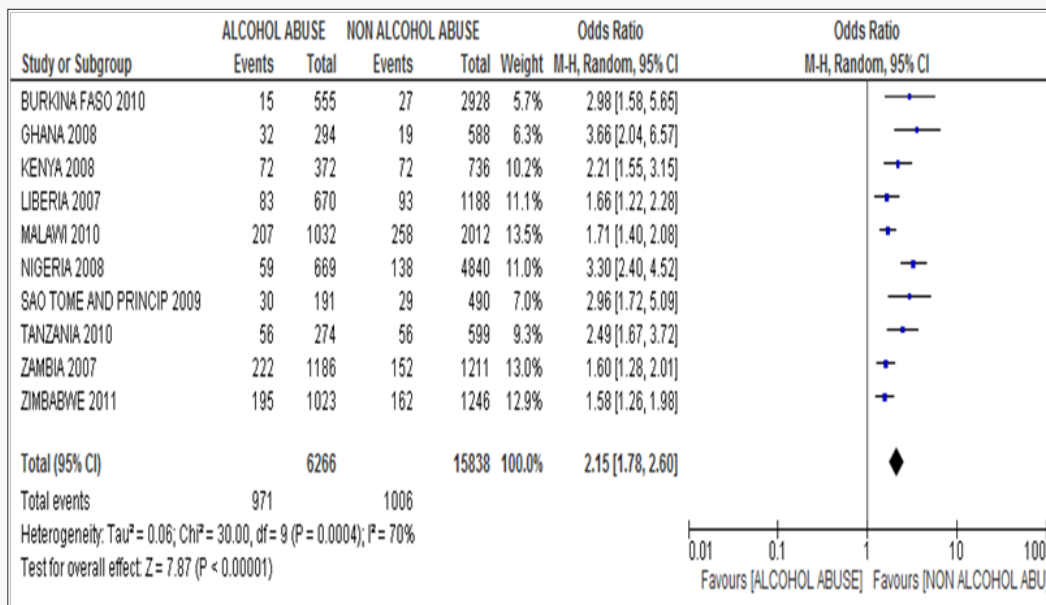 ALCOHOL ABUSE NON ALCOHOL ABUSE Odds Ratio Odds Ratio
Study or Subgroup Events Total Events Total Weight M-H, Random, 95% CI M-H, Random, 95% CI
BURKINA FASO 2010 15 555 27 2928 5.7% 2.98 [1.58, 5.65]
GHANA 2008 32 294 19 588 6.3% 3.66 [2.04, 6.57]
KENYA 2008 72 372 72 736 10.2% 2.21 [1.55, 3.15]
LIBERIA 2007 83 670 93 1188 11.1% 1.66 [1.22, 2.28]
MALAWI 2010 207 1032 258 2012 13.5% 1.71 [1.40, 2.08]
NIGERIA 2008 59 669 138 4840 11.0% 3.30 [2.40, 4.52]
SAO TOME AND PRINCIP 2009 30 191 29 490 7.0% 2.96 [1.72, 5.09]
TANZANIA 2010 56 274 56 599 9.3% 2.49 [1.67, 3.72]
ZAMBIA 2007 222 1186 152 1211 13.0% 1.60 [1.28, 2.01]
ZIMBABWE 2011 195 1023 162 1246 12.9% 1.58 [1.26, 1.98]
Total (95% CI) 6266 15838 100.0% 2.15 [1.78, 2.60]
Total events 971 1006
Heterogeneity: Tau² = 0.06; Chi² = 30.00, df = 9 (P = 0.0004); I² = 70%
Test for overall effect: Z = 7.87 (P < 0.00001)
0.01 0.1 1 10 100
Favours [ALCOHOL ABUSE] Favours [NON ALCOHOL ABU